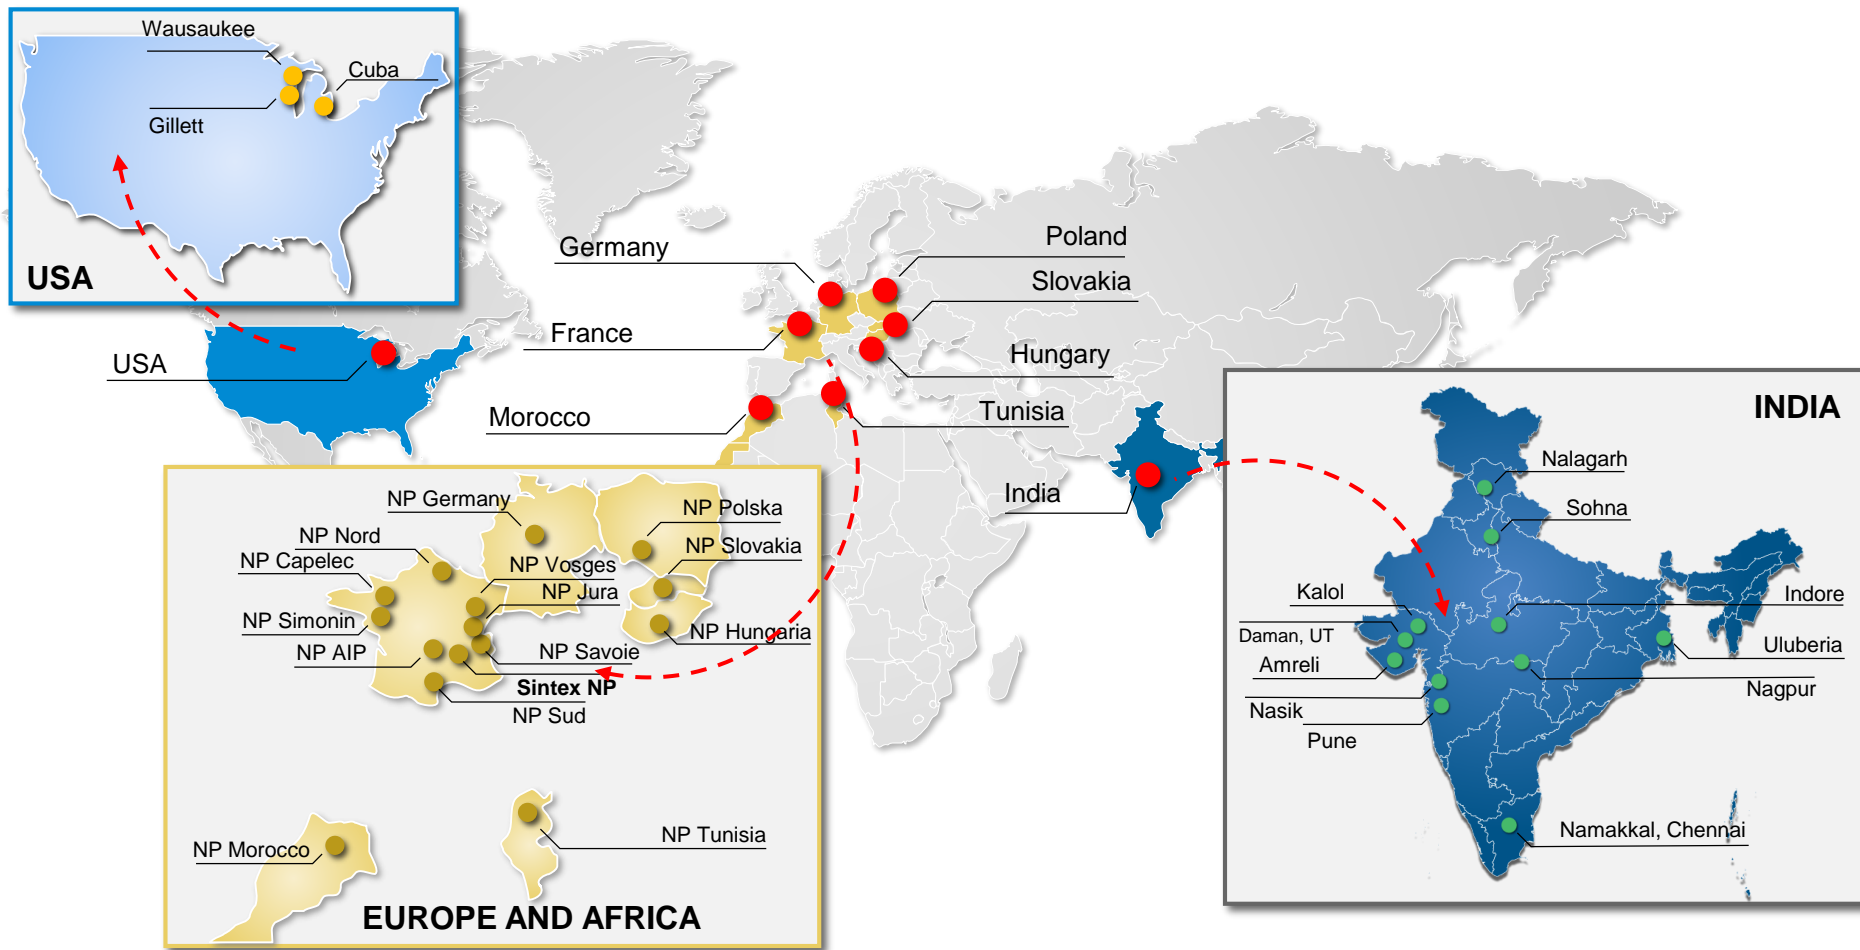 Wausaukee
Cuba
Gillett
USA
USA
Germany
Poland
Slovakia
France
Hungary
Morocco
Tunisia
India
INDIA
Nalagarh
Sohna
Kalol
Indore
Daman, UT
Uluberia
Amreli
Nagpur
Nasik
Pune
Namakkal, Chennai
NP Germany
NP Polska
NP Nord
NP Slovakia
NP Capelec
NP Vosges
NP Jura
NP Simonin
NP Hungaria
NP AIP
NP Savoie
Sintex NP
NP Sud
NP Tunisia
NP Morocco
EUROPE AND AFRICA